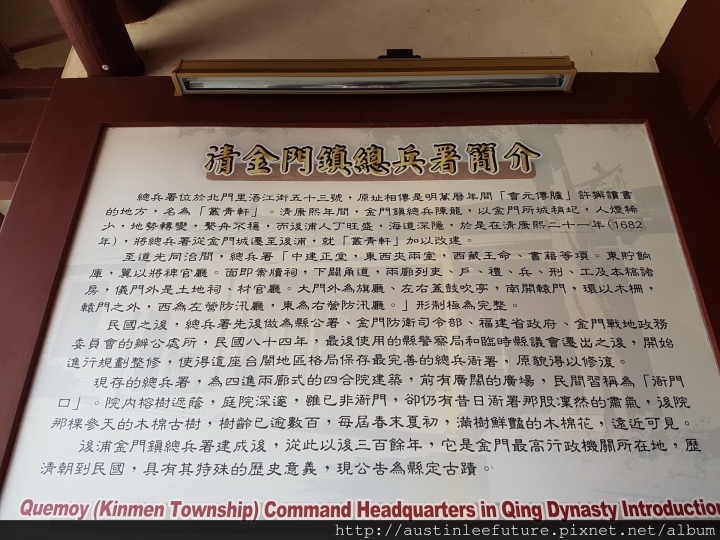 清金門鎮總兵署簡介
總兵署位於北門里浯江街五十三號，原址相傳是明萬曆年間「會元傳臚」許獬讀書
的地方，名為「叢青軒」。清康熙年間，金門鎮總兵陳龍，以金門所城稍圮，人煙稀
少，地勢轉變，繫舟不穩，而後浦人丁旺盛，海道深隱，於是在清康熙二十一年(1682
年)，將總兵署從金門城遷至後浦，就「叢青軒」加以改建。
至道光同治間，總兵署「中建正堂，東西夾兩室，西藏王命、書籍等項。東貯餉
庫，翼以將稗官廳。面即案牘祠，下闢甬道，兩廊列吏、戶、禮、兵、刑、工及本稿諸
房，儀門外是土地祠、材官廳。大門外為旗廳、左右蓋鼓吹亭，南開轅門，環以木柵，
轅門之外，西為左營防汛廳，東為右營防汛廳。」形制極為完整。
民國之後，總兵署先後做為縣公署、金門防衛司令部、福建省政府、金門戰地政務
委員會的辦公處所，民國八十四年，最後使用的縣警察局和臨時縣議會遷出之後，開始
進行規劃整修，使得這座台閩地區格局保存最完善的總兵衙署，原貌得以修復。
現存的總兵署，為四進兩廊式的四合院建築，前有廣闊的廣場，民間習稱為「衙門
口」。院內榕樹遮蔭，庭院深邃，雖已非衙門，卻仍有昔日衙署那股凜然的肅氣，後院
那棵參天的木棉古樹，樹齡已逾數百，每屆春末夏初，滿樹鮮豔的木棉花，遠近可見。
後浦金門鎮總兵署建成後，從此以後三百餘年，它是金門最高行政機關所在地，歷
清朝到民國，具有其特殊的歷史意義，現公告為縣定古蹟。
Quemoy (Kinmen Township) Command Headquarters in Qing Dynasty Introduction
http://austinleefuture.pixnet.net/album